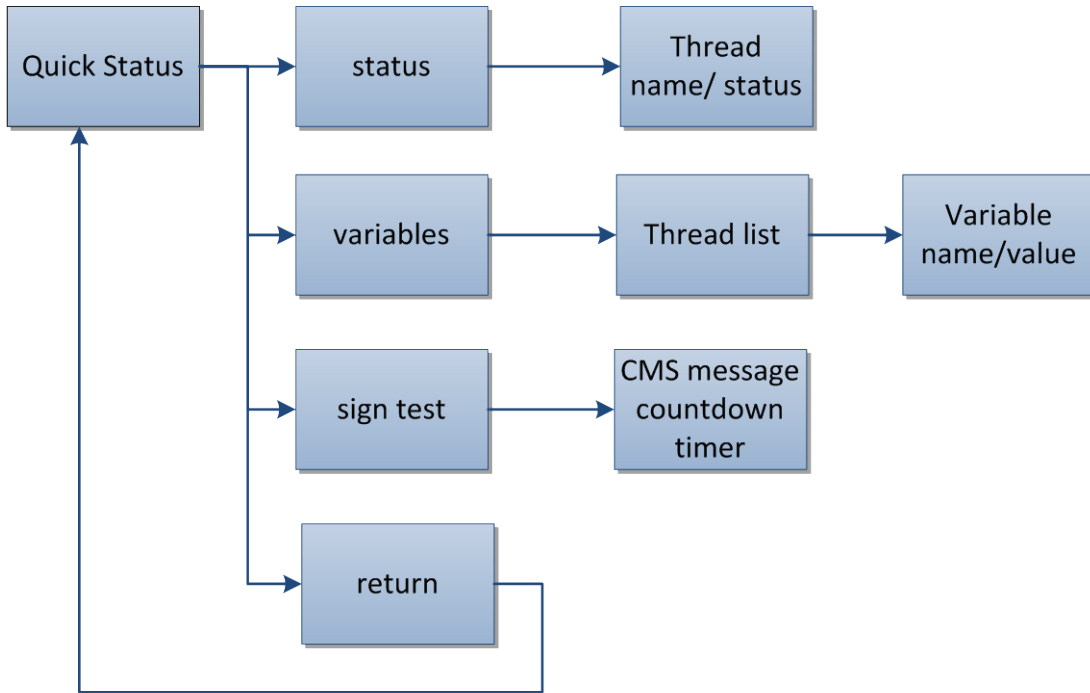 Quick Status
status
Thread
name/ status
variables
Thread list
Variable
name/value
sign test
CMS message
countdown
timer
return